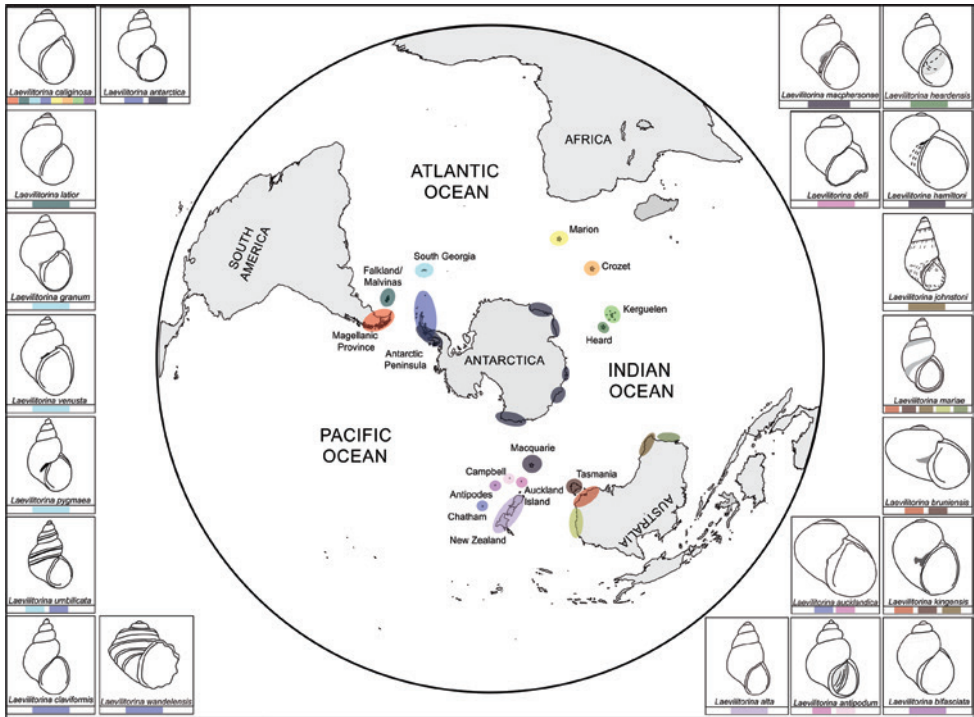 Laevilitorina caliginosa
Laevilitorina antarctica
Laevilitorina latior
Laevilitorina granum
Laevilitorina venusta
Laevilitorina pygmaea
Laevilitorina umbilicata
Laevilitorina claviformis
Laevilitorina wandelensis
AFRICA
ATLANTIC
OCEAN
SOUTH
AMERICA
Marion
South Georgia
Crozet
Falkland/
Malvinas
Kerguelen
Magellanic
Province
Heard
Antarctic
Peninsula
ANTARCTICA
INDIAN
OCEAN
PACIFIC
OCEAN
Macquarie
Campbell
Tasmania
Antipodes
Auckland
Island
Chatham
New Zealand
AUSTRALIA
Laevilitorina macphersonae
Laevilitorina heardensis
Laevilitorina delli
Laevilitorina hamiltoni
Laevilitorina johnstoni
Laevilitorina mariae
Laevilitorina bruniensis
Laevilitorina aucklandica
Laevilitorina kingensis
Laevilitorina alta
Laevilitorina antipodum
Laevilitorina bifasciata